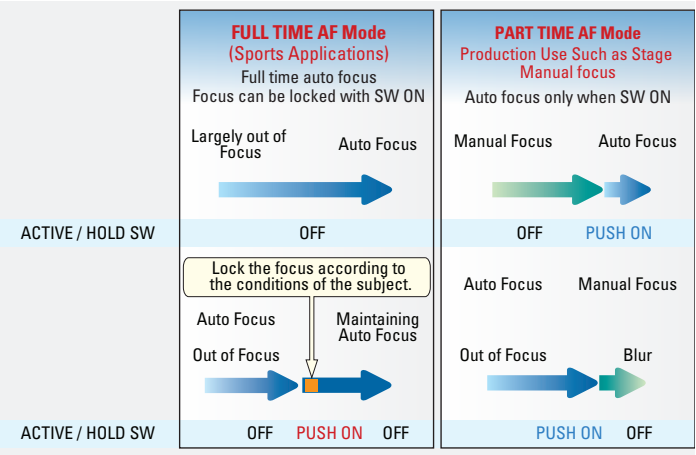 FULL TIME AF Mode
(Sports Applications)
Full time auto focus
Focus can be locked with SW ON
Largely out of
Focus
Auto Focus
ACTIVE / HOLD SW
OFF
Lock the focus according to
the conditions of the subject.
Auto Focus
Maintaining
Auto Focus
Out of Focus
ACTIVE / HOLD SW
OFF
PUSH ON
OFF
PART TIME AF Mode
Production Use Such as Stage
Manual focus
Auto focus only when SW ON
Manual Focus
Auto Focus
OFF
PUSH ON
Auto Focus
Manual Focus
Out of Focus
Blur
PUSH ON
OFF